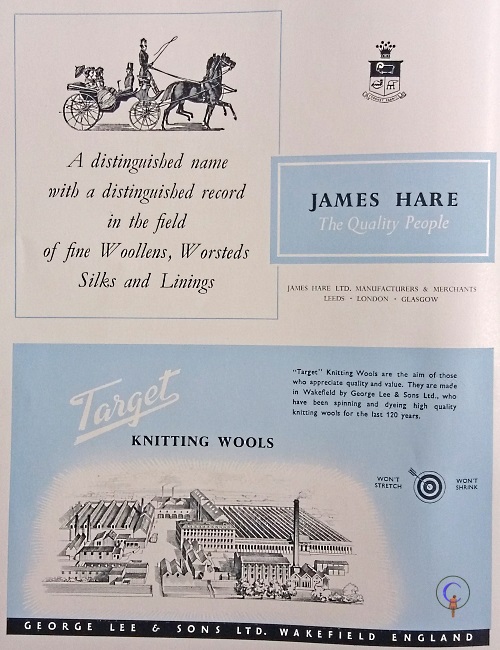 A distinguished name
with a distinguished record
in the field
of fine Woollens, Worsteds
Silks and Linings
JAMES HARE
The Quality People
JAMES HARE LTD. MANUFACTURERS & MERCHANTS
LEEDS • LONDON • GLASGOW
Target
KNITTING WOOLS
"Target" Knitting Wools are the aim of those
who appreciate quality and value. They are made
in Wakefield by George Lee & Sons Ltd., who
have been spinning and dyeing high quality
knitting wools for the last 120 years.
WON'T
STRETCH
WON'T
SHRINK
GEORGE LEE & SONS LTD. WAKEFIELD ENGLAND